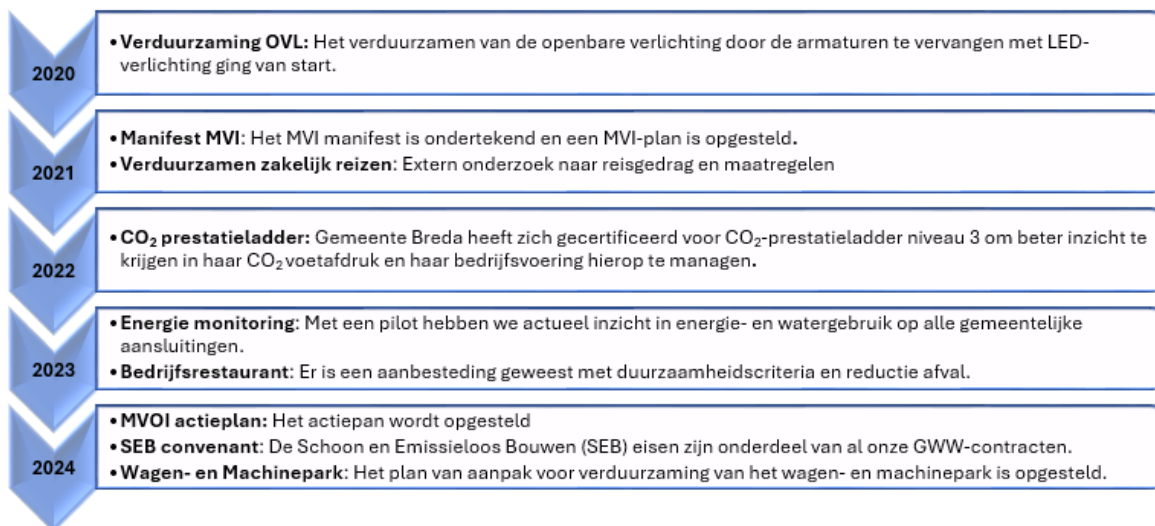 2020
• Verduurzaming OVL: Het verduurzamen van de openbare verlichting door de armaturen te vervangen met LED-
verlichting ging van start.
2021
• Manifest MVI: Het MVI manifest is ondertekend en een MVI-plan is opgesteld.
• Verduurzamen zakelijk reizen: Extern onderzoek naar reisgedrag en maatregelen
2022
• CO₂ prestatieladder: Gemeente Breda heeft zich gecertificeerd voor CO₂-prestatieladder niveau 3 om beter inzicht te
krijgen in haar CO₂ voetafdruk en haar bedrijfsvoering hierop te managen.
2023
• Energie monitoring: Met een pilot hebben we actueel inzicht in energie- en watergebruik op alle gemeentelijke
aansluitingen.
• Bedrijfsrestaurant: Er is een aanbesteding geweest met duurzaamheidscriteria en reductie afval.
2024
• MVOI actieplan: Het actiepan wordt opgesteld
• SEB convenant: De Schoon en Emissieloos Bouwen (SEB) eisen zijn onderdeel van al onze GWW-contracten.
• Wagen- en Machinepark: Het plan van aanpak voor verduurzaming van het wagen- en machinepark is opgesteld.